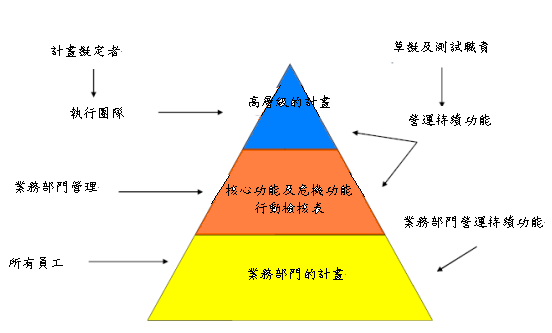 計畫擬定者
草擬及測試職責
執行團隊
高層級的計畫
營運持續功能
業務部門管理
核心功能及危機功能
行動檢核表
業務部門營運持續功能
所有員工
業務部門的計畫